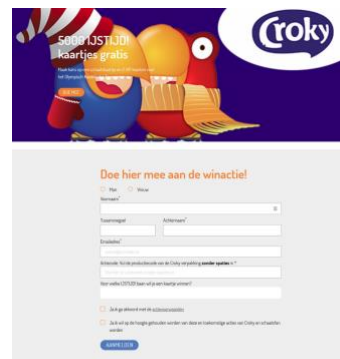 Croky
5000 IJSTIJD!
kaartjes gratis
Doe hier mee aan de winactie!
Man Vrouw
Voornaam*
Tussenvoegsel Achternaam*
Emailadres*
Actiecode: Vul de productiecode van de Croky verpakking zonder spaties in.*
Voor welke IJSTIJD! baan wil je een kaartje winnen?
Ja, ik ga akkoord met de actievoorwaarden
Ja, ik wil op de hoogte gehouden worden van deze en toekomstige acties van Croky en
worden
AANMELDEN